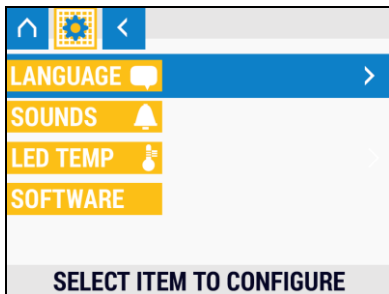 LANGUAGE
SOUNDS
LED TEMP
SOFTWARE
SELECT ITEM TO CONFIGURE